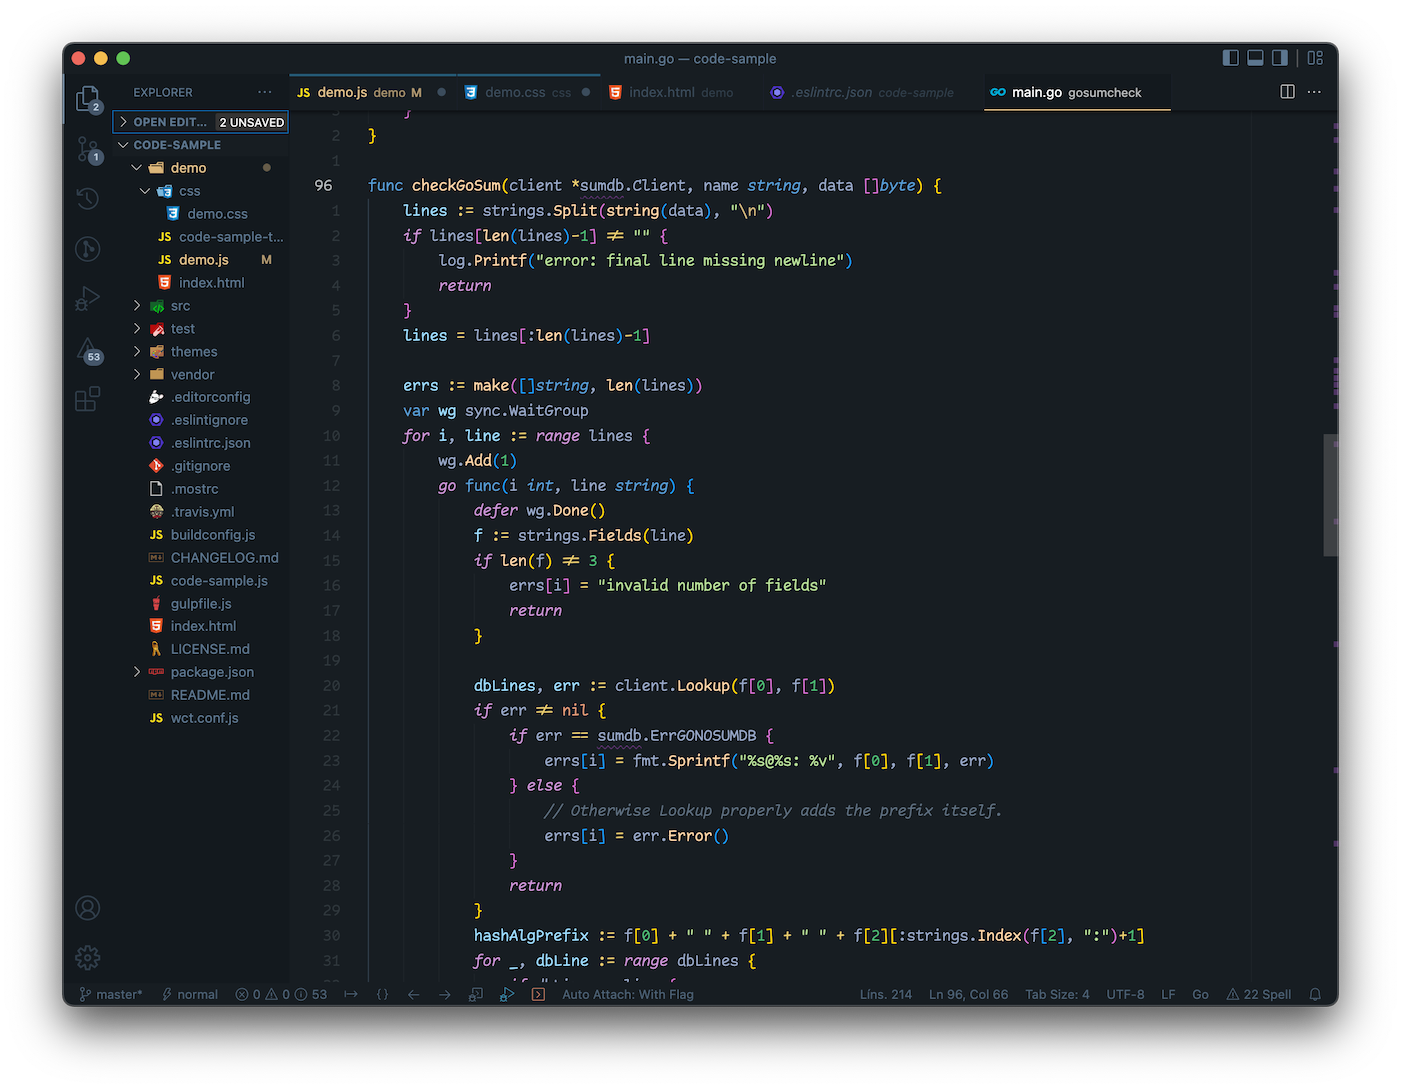 main.go — code-sample
EXPLORER ···
JS demo.js demo M
demo.css css
index.html demo
.eslintrc.json code-sample
GO main.go gosumcheck
···
2
1
53
OPEN EDIT... 2 UNSAVED
CODE-SAMPLE
demo
css
demo.css
JS code-sample-t...
JS demo.js M
index.html
src
test
themes
vendor
.editorconfig
.eslintignore
.eslintrc.json
.gitignore
.mostrc
.travis.yml
JS buildconfig.js
CHANGELOG.md
JS code-sample.js
gulpfile.js
index.html
LICENSE.md
package.json
README.md
JS wct.conf.js
3 }
2 }
1
96 func checkGoSum(client *sumdb.Client, name string, data []byte) {
1 lines := strings.Split(string(data), "\n")
2 if lines[len(lines)-1] ≠ "" {
3 log.Printf("error: final line missing newline")
4 return
5 }
6 lines = lines[:len(lines)-1]
7
8 errs := make([]string, len(lines))
9 var wg sync.WaitGroup
10 for i, line := range lines {
11 wg.Add(1)
12 go func(i int, line string) {
13 defer wg.Done()
14 f := strings.Fields(line)
15 if len(f) ≠ 3 {
16 errs[i] = "invalid number of fields"
17 return
18 }
19
20 dbLines, err := client.Lookup(f[0], f[1])
21 if err ≠ nil {
22 if err == sumdb.ErrGONOSUMDB {
23 errs[i] = fmt.Sprintf("%s@%s: %v", f[0], f[1], err)
24 } else {
25 // Otherwise Lookup properly adds the prefix itself.
26 errs[i] = err.Error()
27 }
28 return
29 }
30 hashAlgPrefix := f[0] + " " + f[1] + " " + f[2][:strings.Index(f[2], ":")+1]
31 for _, dbLine := range dbLines {
master* normal 0 0 53 {} Auto Attach: With Flag Lins. 214 Ln 96, Col 66 Tab Size: 4 UTF-8 LF Go 22 Spell